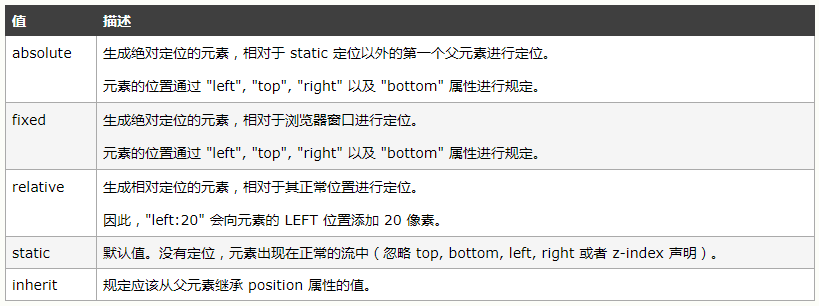 值 描述
absolute 生成绝对定位的元素，相对于 static 定位以外的第一个父元素进行定位。
元素的位置通过 "left", "top", "right" 以及 "bottom" 属性进行规定。
fixed 生成绝对定位的元素，相对于浏览器窗口进行定位。
元素的位置通过 "left", "top", "right" 以及 "bottom" 属性进行规定。
relative 生成相对定位的元素，相对于其正常位置进行定位。
因此，"left:20" 会向元素的 LEFT 位置添加 20 像素。
static 默认值。没有定位，元素出现在正常的流中（忽略 top, bottom, left, right 或者 z-index 声明）。
inherit 规定应该从父元素继承 position 属性的值。